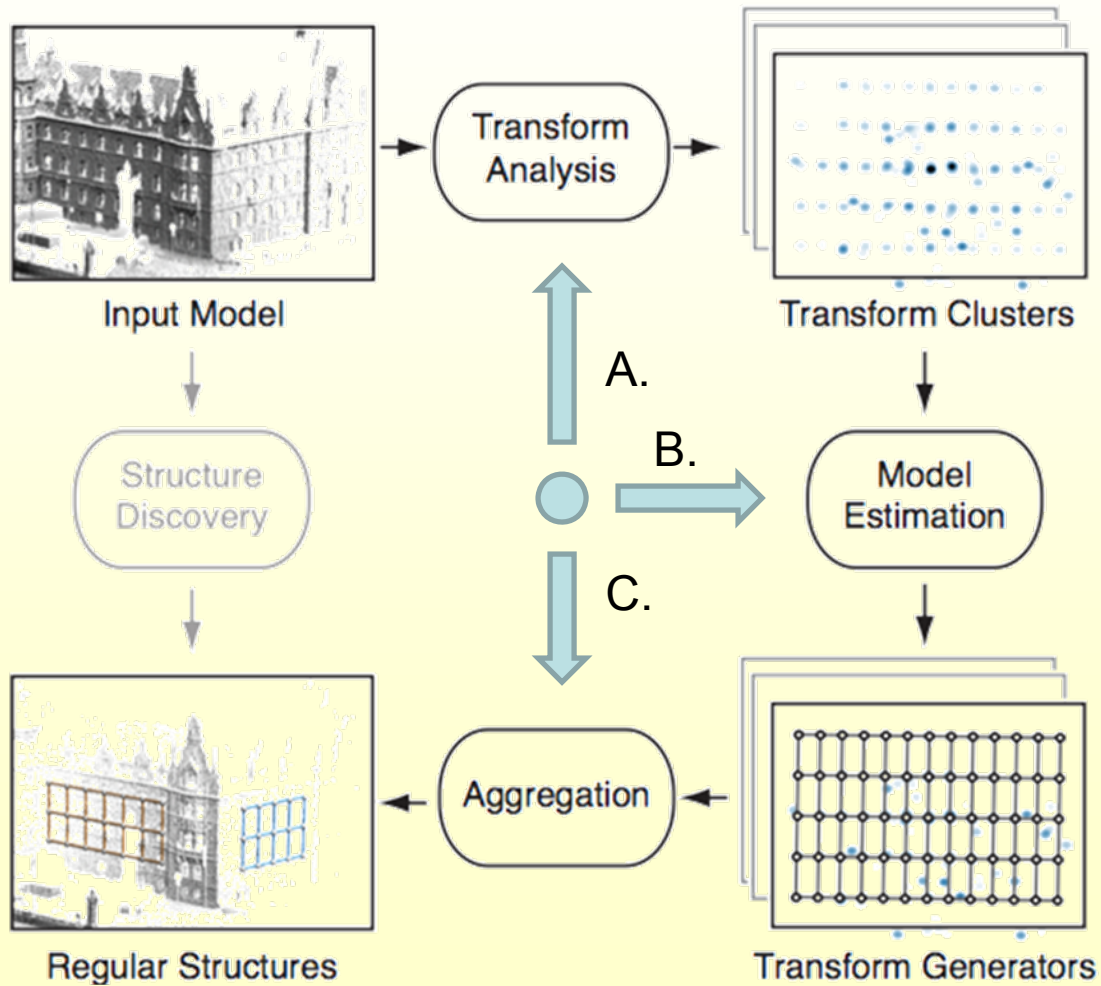 Transform
Analysis
Input Model
Transform Clusters
A.
B.
Structure
Discovery
Model
Estimation
C.
Aggregation
Regular Structures
Transform Generators